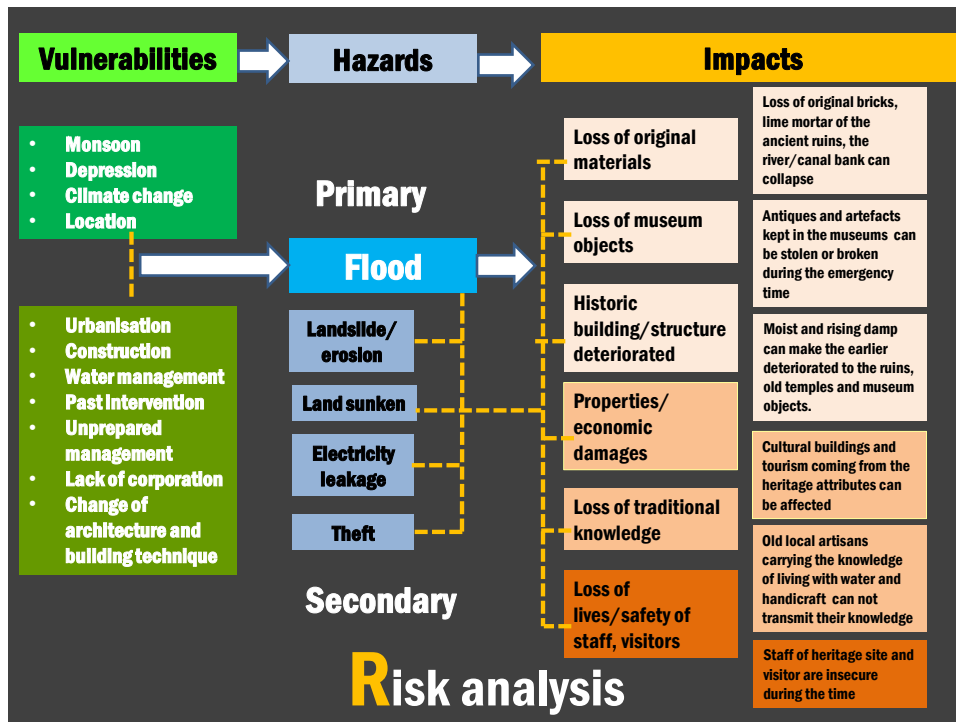 Vulnerabilities
Hazards
Impacts
• Monsoon
• Depression
• Climate change
• Location
• Urbanisation
• Construction
• Water management
• Past intervention
• Unprepared
management
• Lack of corporation
• Change of
architecture and
building technique
Primary
Flood
Landslide/
erosion
Land sunken
Electricity
leakage
Theft
Secondary
Loss of original
materials
Loss of museum
objects
Historic
building/structure
deteriorated
Properties/
economic
damages
Loss of traditional
knowledge
Loss of
lives/safety of
staff, visitors
Loss of original bricks,
lime mortar of the
ancient ruins, the
river/canal bank can
collapse
Antiques and artefacts
kept in the museums can
be stolen or broken
during the emergency
time
Moist and rising damp
can make the earlier
deteriorated to the ruins,
old temples and museum
objects.
Cultural buildings and
tourism coming from the
heritage attributes can
be affected
Old local artisans
carrying the knowledge
of living with water and
handicraft can not
transmit their knowledge
Staff of heritage site and
visitor are insecure
during the time
Risk analysis